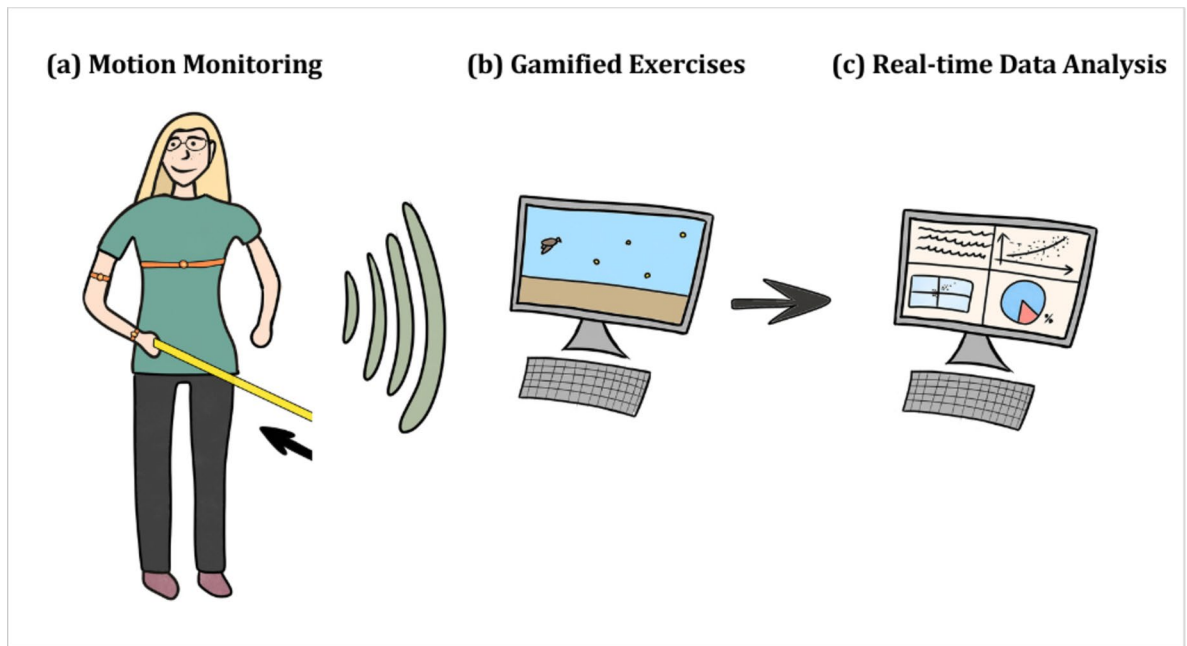 (a) Motion Monitoring
(b) Gamified Exercises
(c) Real-time Data Analysis
%